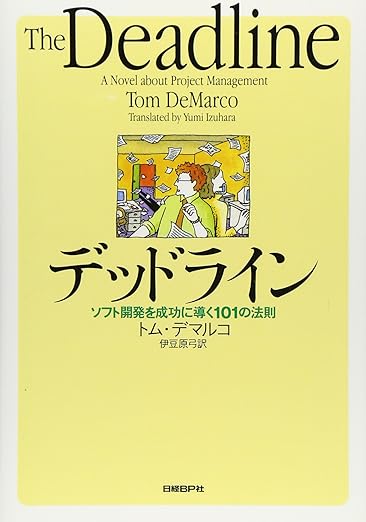 The Deadline
A Novel about Project Management
Tom DeMarco
Translated by Yumi Izuhara
デッドライン
ソフト開発を成功に導く101の法則
トム・デマルコ
伊豆原弓訳
日経BP社